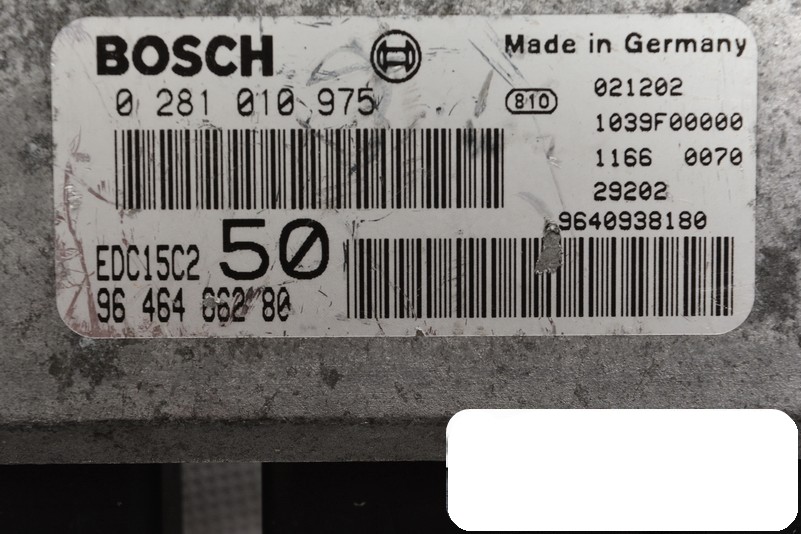 BOSCH
Made in Germany
0 281 010 975
810
021202
1039F00000
1166 0070
29202
9640938180
EDC15C2 50
96 464 662 80